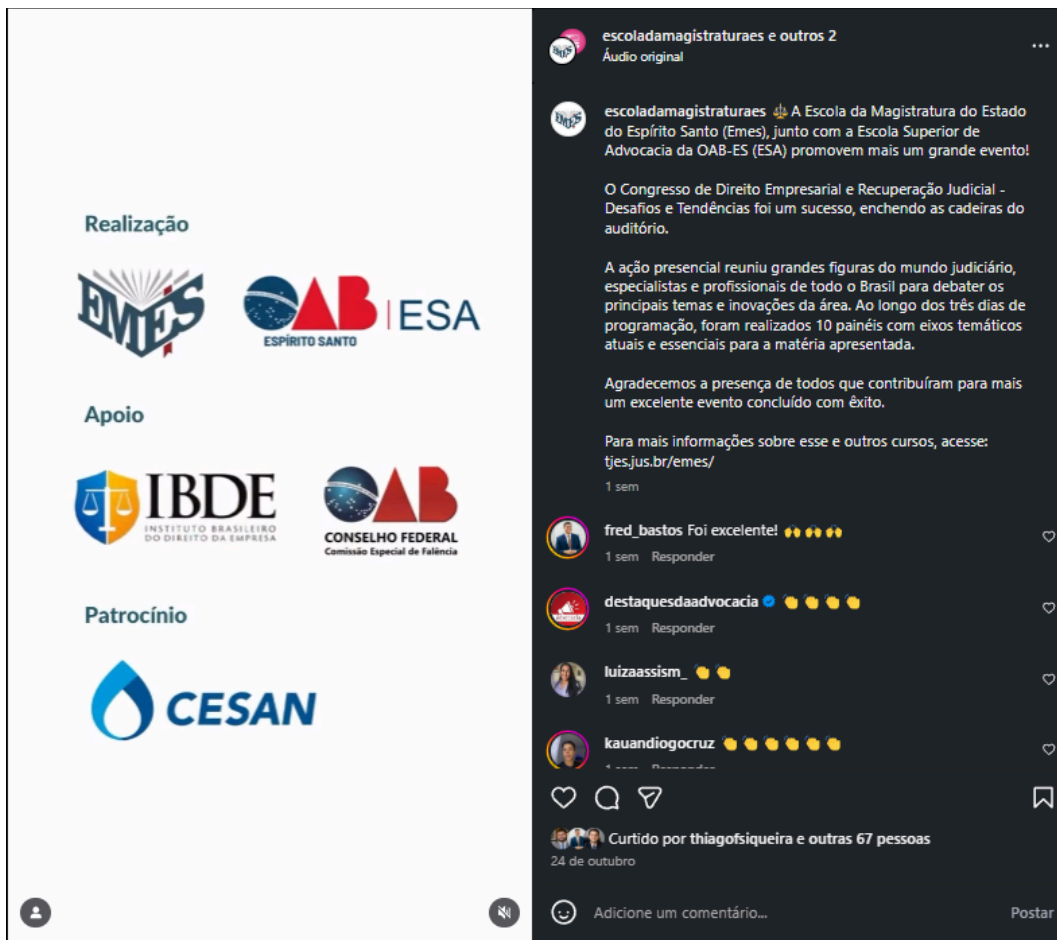 Realização
EMES
OAB ESA
ESPÍRITO SANTO
Apoio
IBDE
INSTITUTO BRASILEIRO
DO DIREITO DA EMPRESA
OAB
CONSELHO FEDERAL
Comissão Especial de Falência
Patrocínio
CESAN
escoladamagistraturaes e outros 2
Áudio original
escoladamagistraturaes ⚖️ A Escola da Magistratura do Estado
do Espírito Santo (Emes), junto com a Escola Superior de
Advocacia da OAB-ES (ESA) promovem mais um grande evento!
O Congresso de Direito Empresarial e Recuperação Judicial -
Desafios e Tendências foi um sucesso, enchendo as cadeiras do
auditório.
A ação presencial reuniu grandes figuras do mundo judiciário,
especialistas e profissionais de todo o Brasil para debater os
principais temas e inovações da área. Ao longo dos três dias de
programação, foram realizados 10 painéis com eixos temáticos
atuais e essenciais para a matéria apresentada.
Agradecemos a presença de todos que contribuíram para mais
um excelente evento concluído com êxito.
Para mais informações sobre esse e outros cursos, acesse:
tjes.jus.br/emes/
1 sem
fred_bastos Foi excelente! 🙌🙌🙌
1 sem Responder
destaquesdaadvocacia 👏👏👏👏
1 sem Responder
luizaassism_ 👏👏
1 sem Responder
kauandiogocruz 👏👏👏👏👏👏
1 sem Responder
Curtido por thiagofsiqueira e outras 67 pessoas
24 de outubro
Adicione um comentário...
Postar